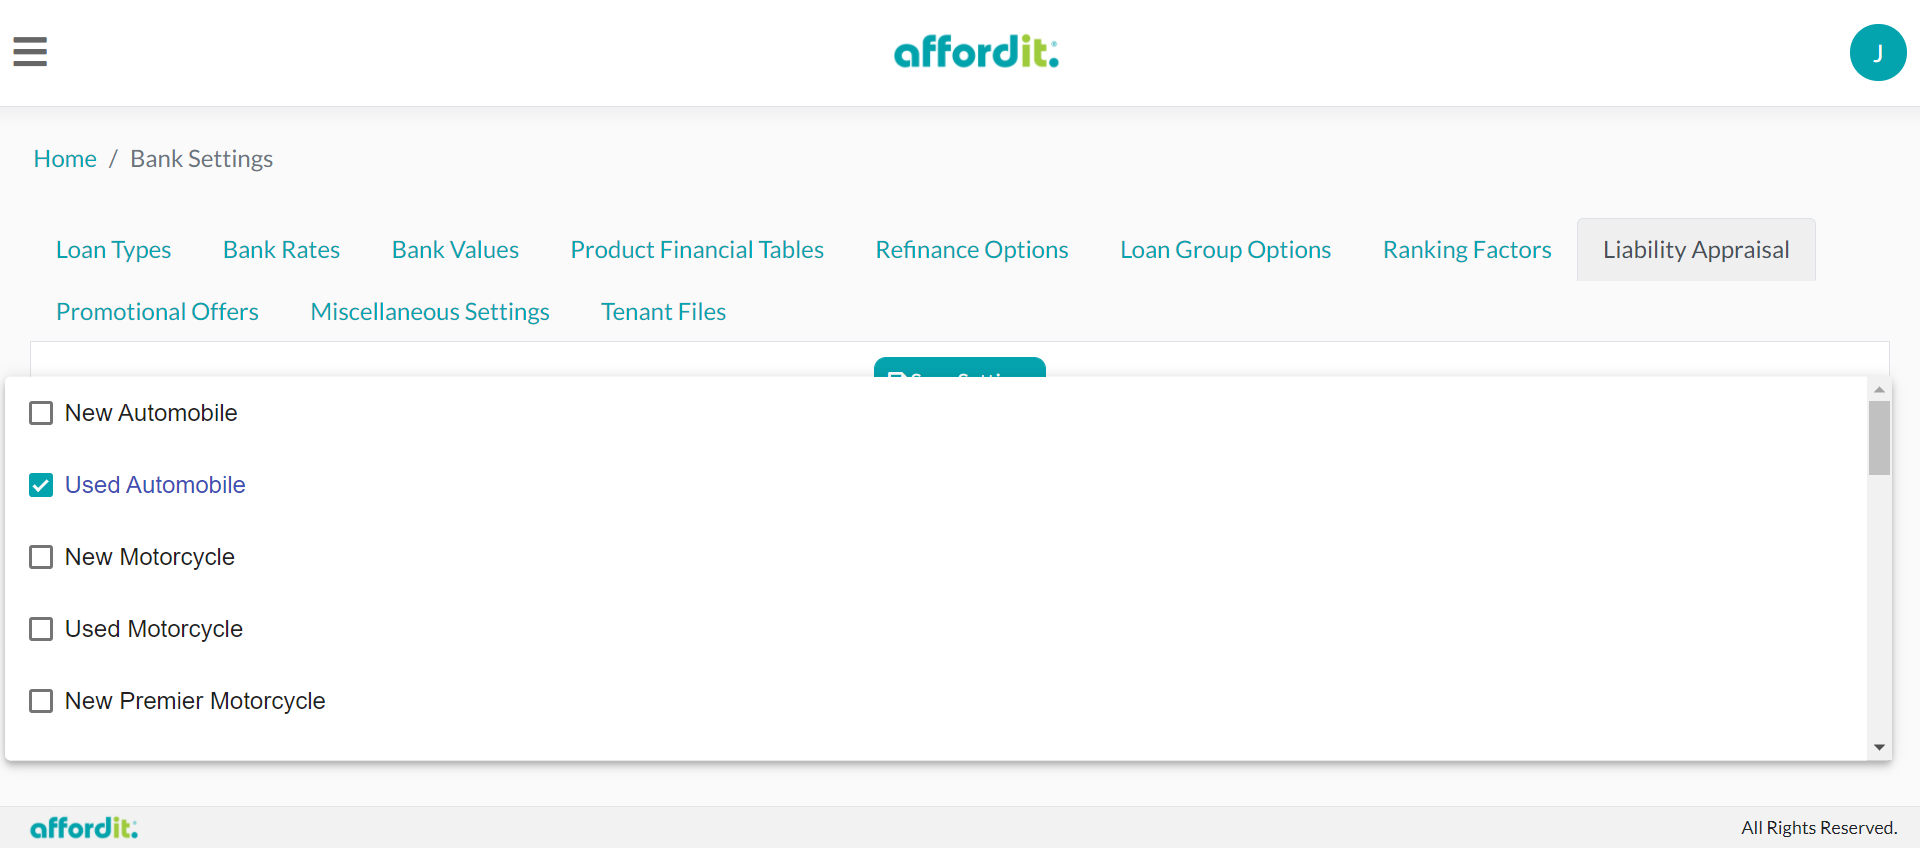 affordit.
J
Home / Bank Settings
Loan Types Bank Rates Bank Values Product Financial Tables Refinance Options Loan Group Options Ranking Factors Liability Appraisal
Promotional Offers Miscellaneous Settings Tenant Files
New Automobile
Used Automobile
New Motorcycle
Used Motorcycle
New Premier Motorcycle
affordit.
All Rights Reserved.